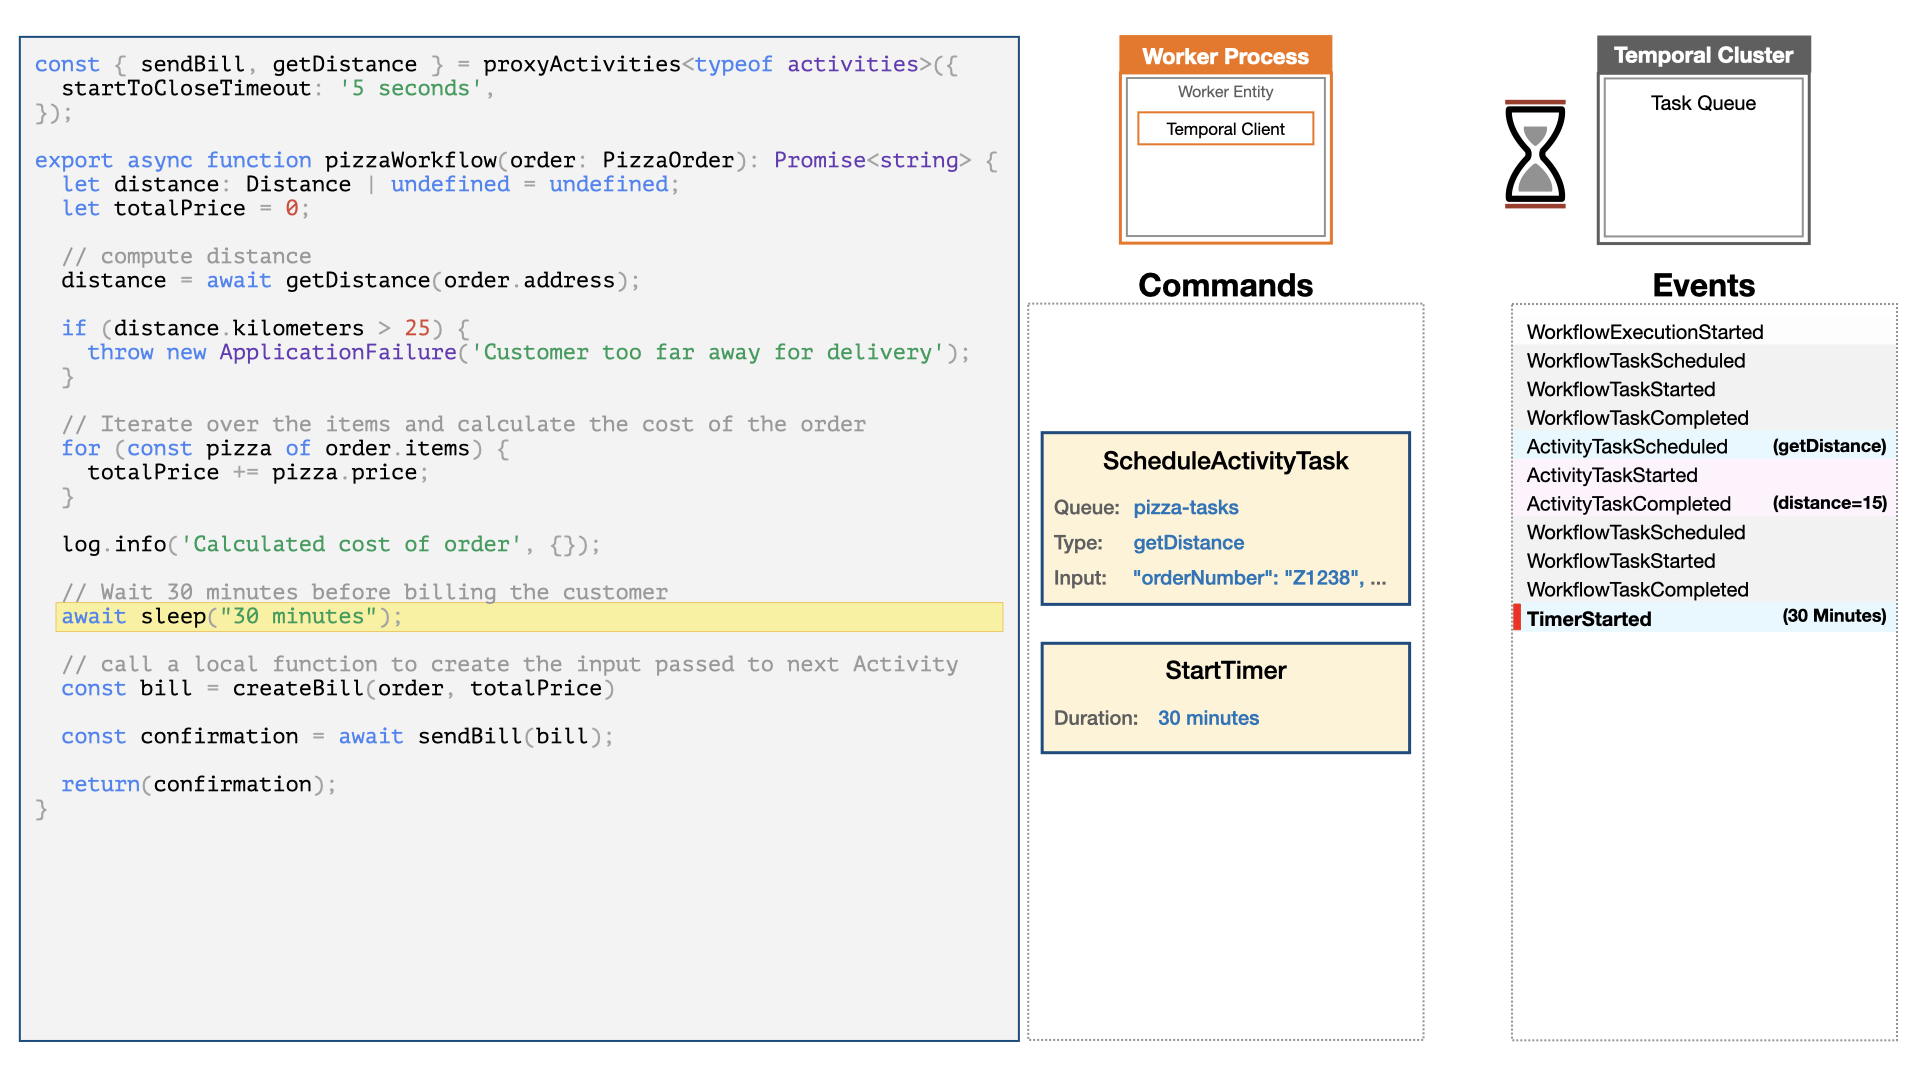 const { sendBill, getDistance } = proxyActivities<typeof activities>({
  startToCloseTimeout: '5 seconds',
});
export async function pizzaWorkflow(order: PizzaOrder): Promise<string> {
  let distance: Distance | undefined = undefined;
  let totalPrice = 0;
  // compute distance
  distance = await getDistance(order.address);
  if (distance.kilometers > 25) {
    throw new ApplicationFailure('Customer too far away for delivery');
  }
  // Iterate over the items and calculate the cost of the order
  for (const pizza of order.items) {
    totalPrice += pizza.price;
  }
  log.info('Calculated cost of order', {});
  // Wait 30 minutes before billing the customer
  await sleep("30 minutes");
  // call a local function to create the input passed to next Activity
  const bill = createBill(order, totalPrice)
  const confirmation = await sendBill(bill);
  return(confirmation);
}
Worker Process
Worker Entity
Temporal Client
Temporal Cluster
Task Queue
Commands
ScheduleActivityTask
Queue: pizza-tasks
Type: getDistance
Input: "orderNumber": "Z1238", ...
StartTimer
Duration: 30 minutes
Events
WorkflowExecutionStarted
WorkflowTaskScheduled
WorkflowTaskStarted
WorkflowTaskCompleted
ActivityTaskScheduled (getDistance)
ActivityTaskStarted
ActivityTaskCompleted (distance=15)
WorkflowTaskScheduled
WorkflowTaskStarted
WorkflowTaskCompleted
TimerStarted (30 Minutes)